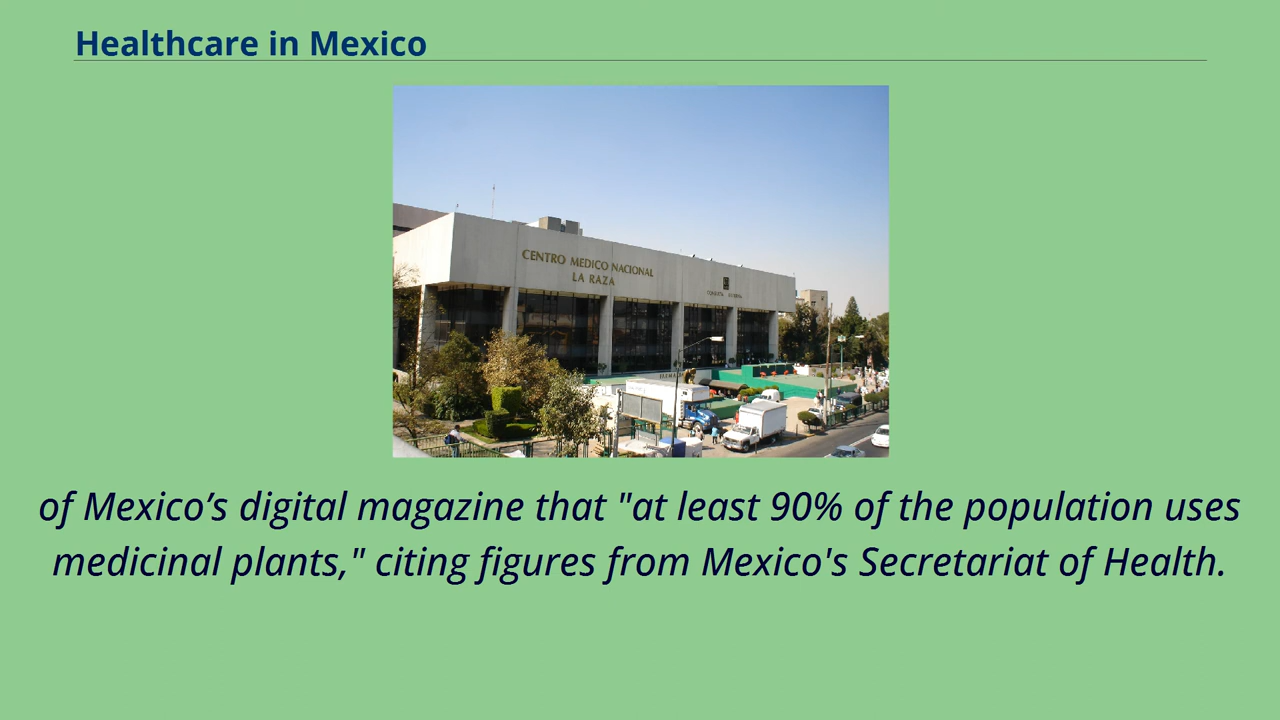 Healthcare in Mexico
CENTRO MEDICO NACIONAL
LA RAZA
of Mexico’s digital magazine that "at least 90% of the population uses
medicinal plants," citing figures from Mexico's Secretariat of Health.